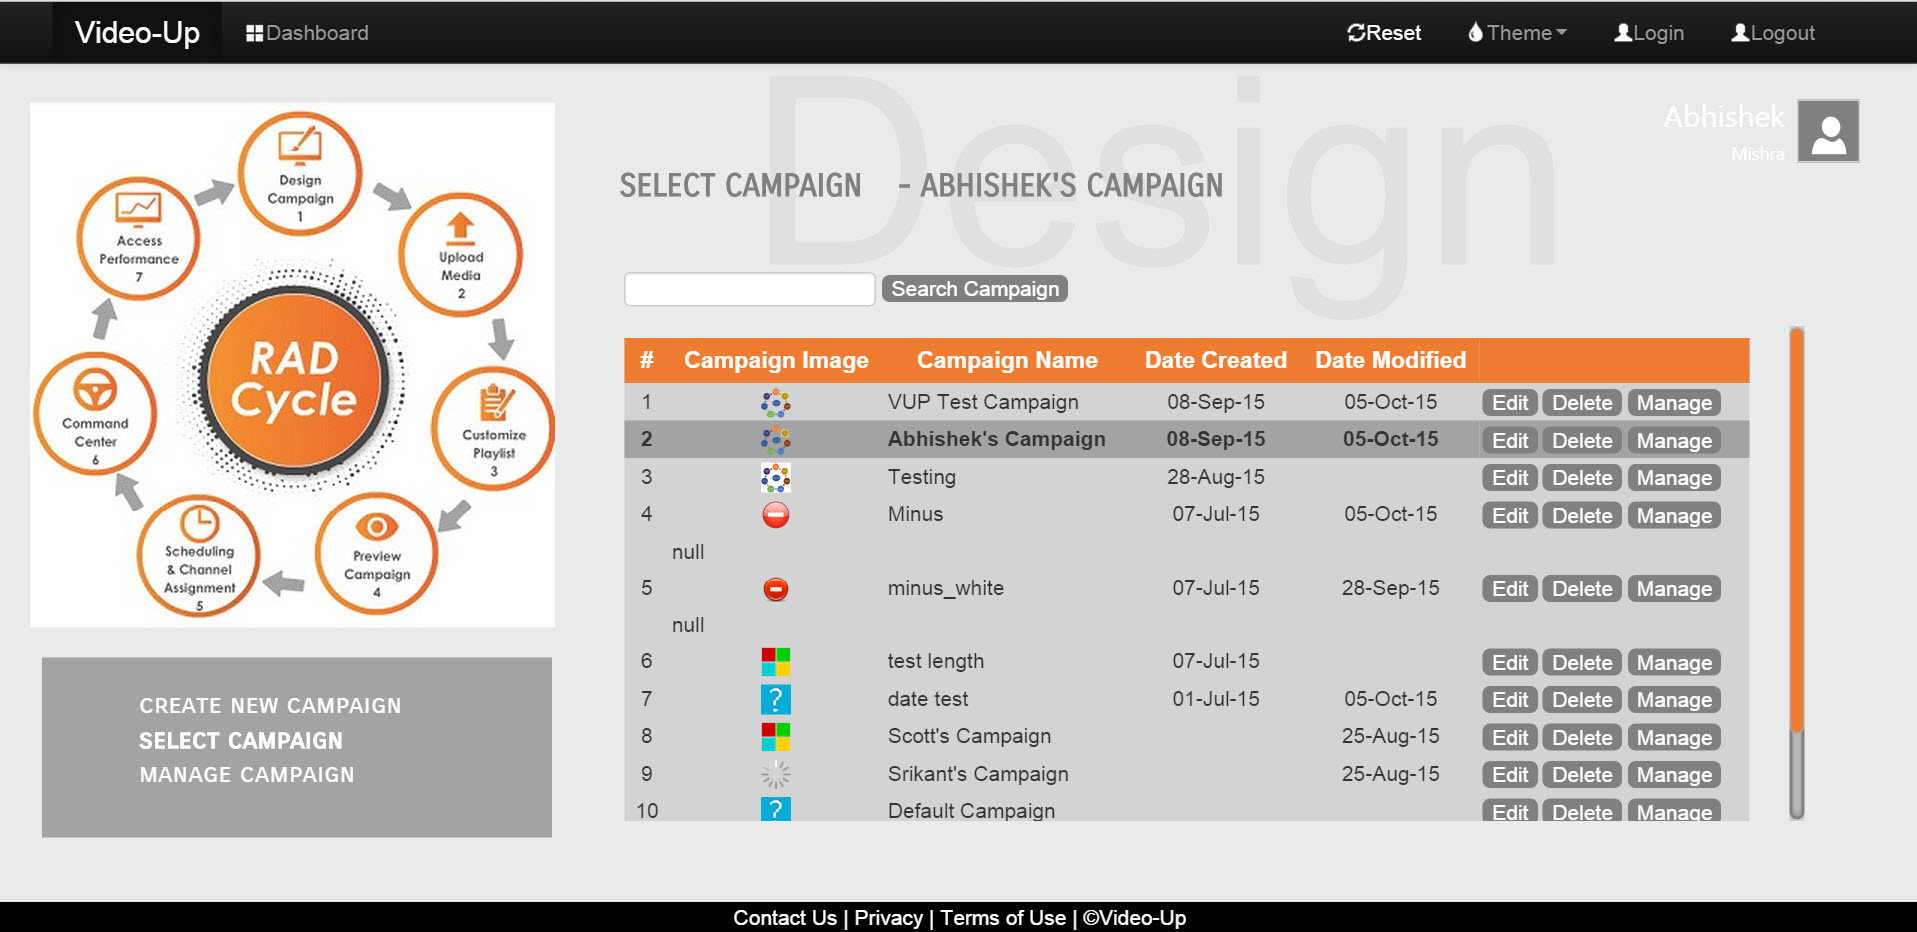 Video-Up Dashboard Reset Theme Login Logout
Design
Abhishek
Mishra
Design
Campaign
1
Upload
Media
2
Customize
Playlist
3
Preview
Campaign
4
Scheduling
& Channel
Assignment
5
Command
Center
6
Access
Performance
7
RAD
Cycle
CREATE NEW CAMPAIGN
SELECT CAMPAIGN
MANAGE CAMPAIGN
SELECT CAMPAIGN - ABHISHEK'S CAMPAIGN
Search Campaign
# Campaign Image Campaign Name Date Created Date Modified
1 VUP Test Campaign 08-Sep-15 05-Oct-15 Edit Delete Manage
2 Abhishek's Campaign 08-Sep-15 05-Oct-15 Edit Delete Manage
3 Testing 28-Aug-15 Edit Delete Manage
4 Minus 07-Jul-15 05-Oct-15 Edit Delete Manage
null
5 minus_white 07-Jul-15 28-Sep-15 Edit Delete Manage
null
6 test length 07-Jul-15 Edit Delete Manage
7 ? date test 01-Jul-15 05-Oct-15 Edit Delete Manage
8 Scott's Campaign 25-Aug-15 Edit Delete Manage
9 Srikant's Campaign 25-Aug-15 Edit Delete Manage
10 ? Default Campaign Edit Delete Manage
Contact Us | Privacy | Terms of Use | ©Video-Up